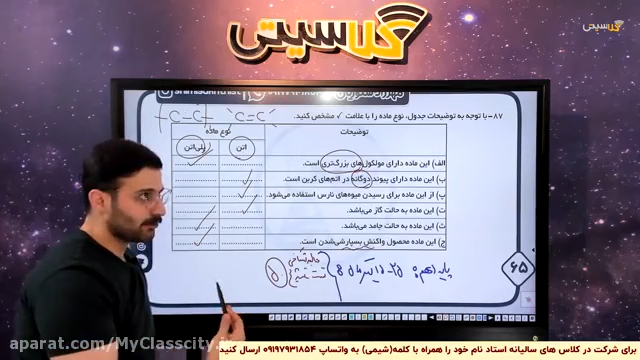 کلاسیتی
کلاسیتی
۸۷- با توجه به توضیحات جدول، نوع ماده را با علامت ✓ مشخص کنید.
توضیحات
نوع ماده
اتن
پلی‌اتن
الف) این ماده دارای مولکول‌های بزرگ‌تری است.
ب) این ماده دارای پیوند دوگانه در اتم‌های کربن است.
پ) از این ماده برای رسیدن میوه‌های نارس استفاده می‌شود.
ت) این ماده به حالت گاز می‌باشد.
ث) این ماده به حالت جامد می‌باشد.
ج) این ماده محصول واکنش بسپارشی‌شدن است.
۶۵
aparat.com/MyClasscity
برای شرکت در کلاس های سالیانه استاد نام خود را همراه با کلمه(شیمی) به واتساپ ۰۹۱۹۷۹۳۱۸۵۴ ارسال کنید